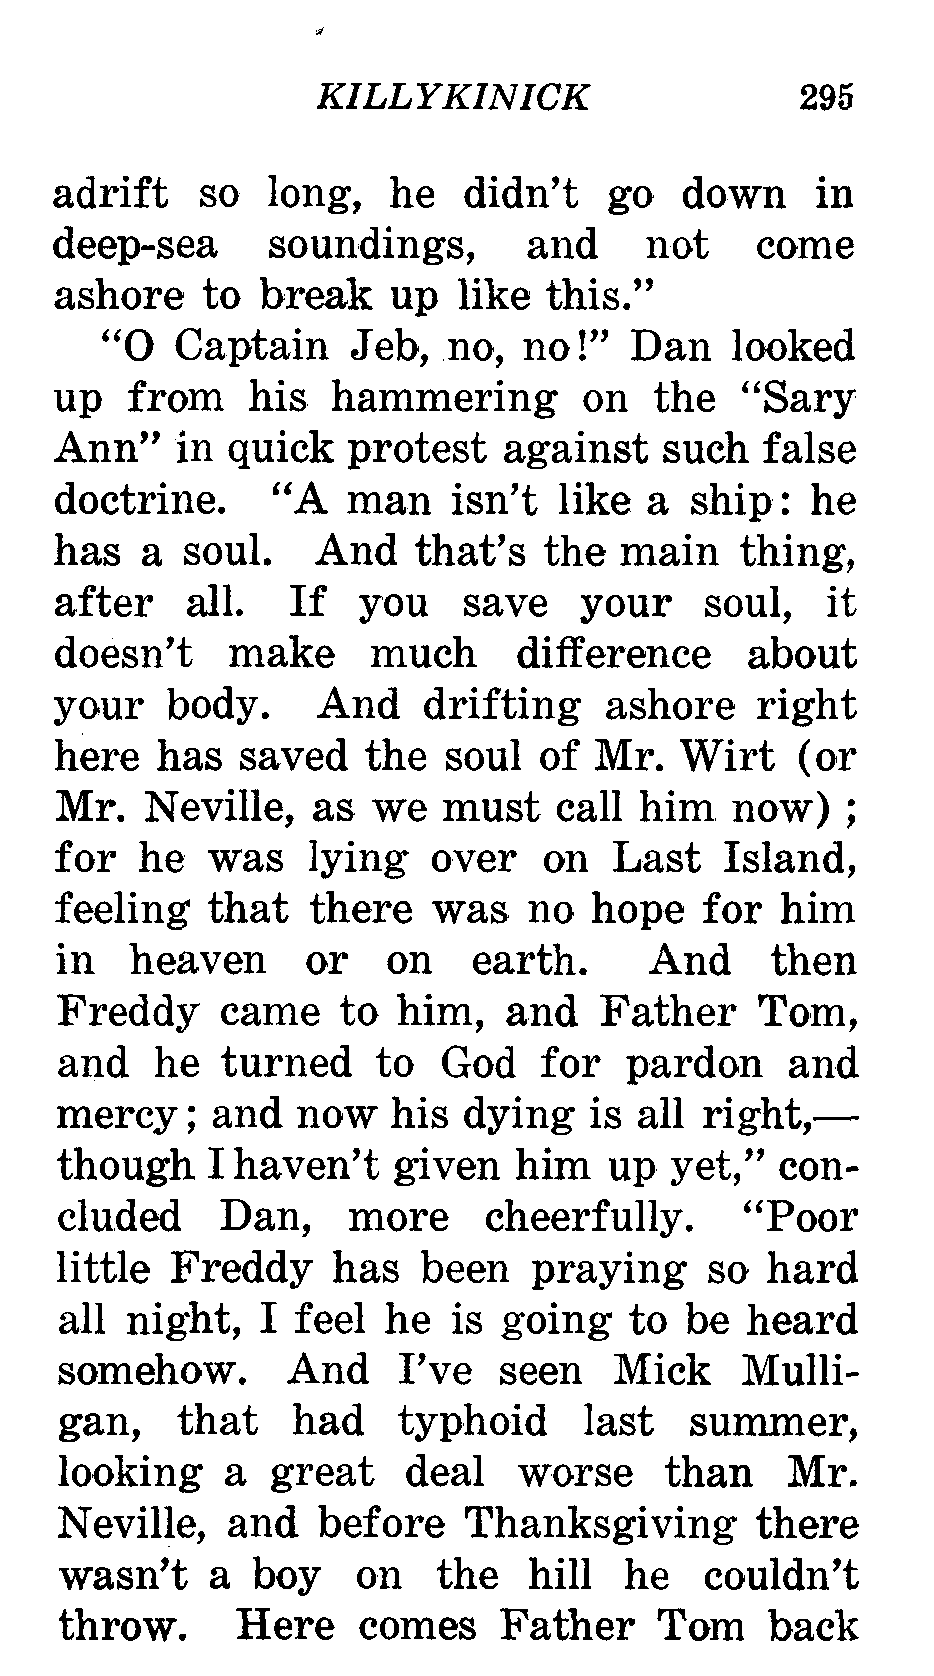 KILLYKINICK 295
adrift so long, he didn't go down in
deep-sea soundings, and not come
ashore to break up like this."
"O Captain Jeb, no, no!" Dan looked
up from his hammering on the "Sary
Ann" in quick protest against such false
doctrine. "A man isn't like a ship: he
has a soul. And that's the main thing,
after all. If you save your soul, it
doesn't make much difference about
your body. And drifting ashore right
here has saved the soul of Mr. Wirt (or
Mr. Neville, as we must call him now) ;
for he was lying over on Last Island,
feeling that there was no hope for him
in heaven or on earth. And then
Freddy came to him, and Father Tom,
and he turned to God for pardon and
mercy; and now his dying is all right,—
though I haven't given him up yet," con-
cluded Dan, more cheerfully. "Poor
little Freddy has been praying so hard
all night, I feel he is going to be heard
somehow. And I've seen Mick Mulli-
gan, that had typhoid last summer,
looking a great deal worse than Mr.
Neville, and before Thanksgiving there
wasn't a boy on the hill he couldn't
throw. Here comes Father Tom back